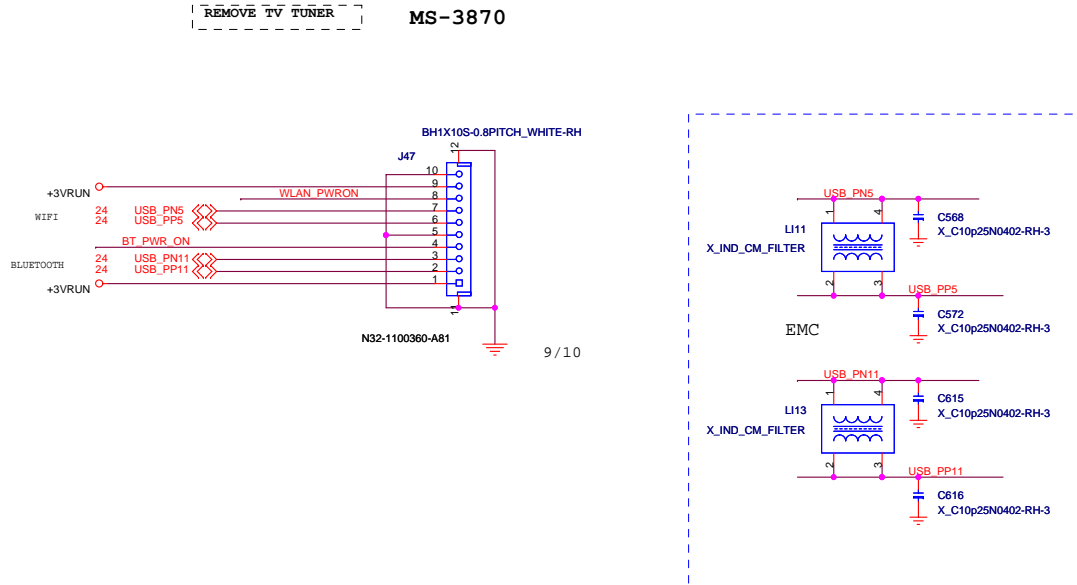 REMOVE TV TUNER
MS-3870
BH1X10S-0.8PITCH_WHITE-RH
J47
12
10
9
8
7
6
5
4
3
2
1
11
+3VRUN
WLAN_PWRON
WIFI
24 USB_PN5
24 USB_PP5
BT_PWR_ON
BLUETOOTH
24 USB_PN11
24 USB_PP11
+3VRUN
N32-1100360-A81
9/10
USB_PN5
1 4
LI11
X_IND_CM_FILTER
C568
X_C10p25N0402-RH-3
2 3
USB_PP5
C572
X_C10p25N0402-RH-3
EMC
USB_PN11
1 4
LI13
X_IND_CM_FILTER
C615
X_C10p25N0402-RH-3
2 3
USB_PP11
C616
X_C10p25N0402-RH-3